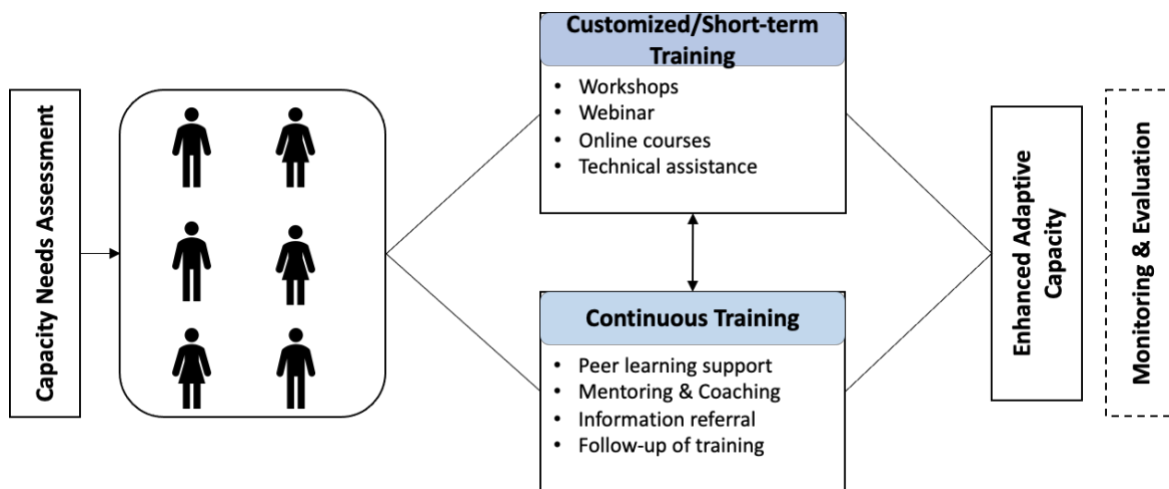 Capacity Needs Assessment
Customized/Short-term
Training
• Workshops
• Webinar
• Online courses
• Technical assistance
Continuous Training
• Peer learning support
• Mentoring & Coaching
• Information referral
• Follow-up of training
Enhanced Adaptive
Capacity
Monitoring & Evaluation